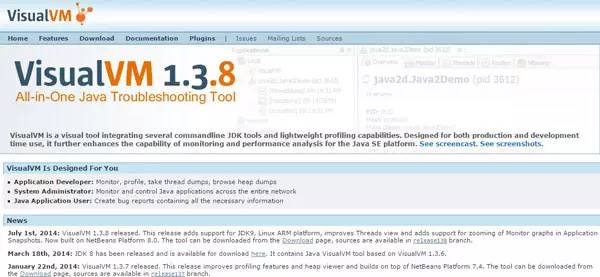 VisualVM
Home Features Download Documentation Plugins | Issues Mailing Lists Sources
VisualVM 1.3.8
All-in-One Java Troubleshooting Tool
Local
VisualVM
java2d.Java2Demo (pid 3612)
Overview Monitor Threads
java2d.Java2Demo (pid 3612)
Overview
VisualVM is a visual tool integrating several commandline JDK tools and lightweight profiling capabilities. Designed for both production and development
time use, it further enhances the capability of monitoring and performance analysis for the Java SE platform. See screencast. See screenshots.
VisualVM Is Designed For You
• Application Developer: Monitor, profile, take thread dumps, browse heap dumps
• System Administrator: Monitor and control Java applications across the entire network
• Java Application User: Create bug reports containing all the necessary information
News
July 1st, 2014: VisualVM 1.3.8 released. This release adds support for JDK9, Linux ARM platform, improves Threads view and adds support for zooming of Monitor graphs in Application
Snapshots. Now built on NetBeans Platform 8.0. The tool can be downloaded from the Download page, sources are available in release138 branch.
March 18th, 2014: JDK 8 has been released and is available for download here. It contains Java VisualVM tool based on VisualVM 1.3.6.
January 22nd, 2014: VisualVM 1.3.7 released. This release improves profiling features and heap viewer and builds on top of NetBeans Platform 7.4. The tool can be downloaded from
the Download page, sources are available in release137 branch.